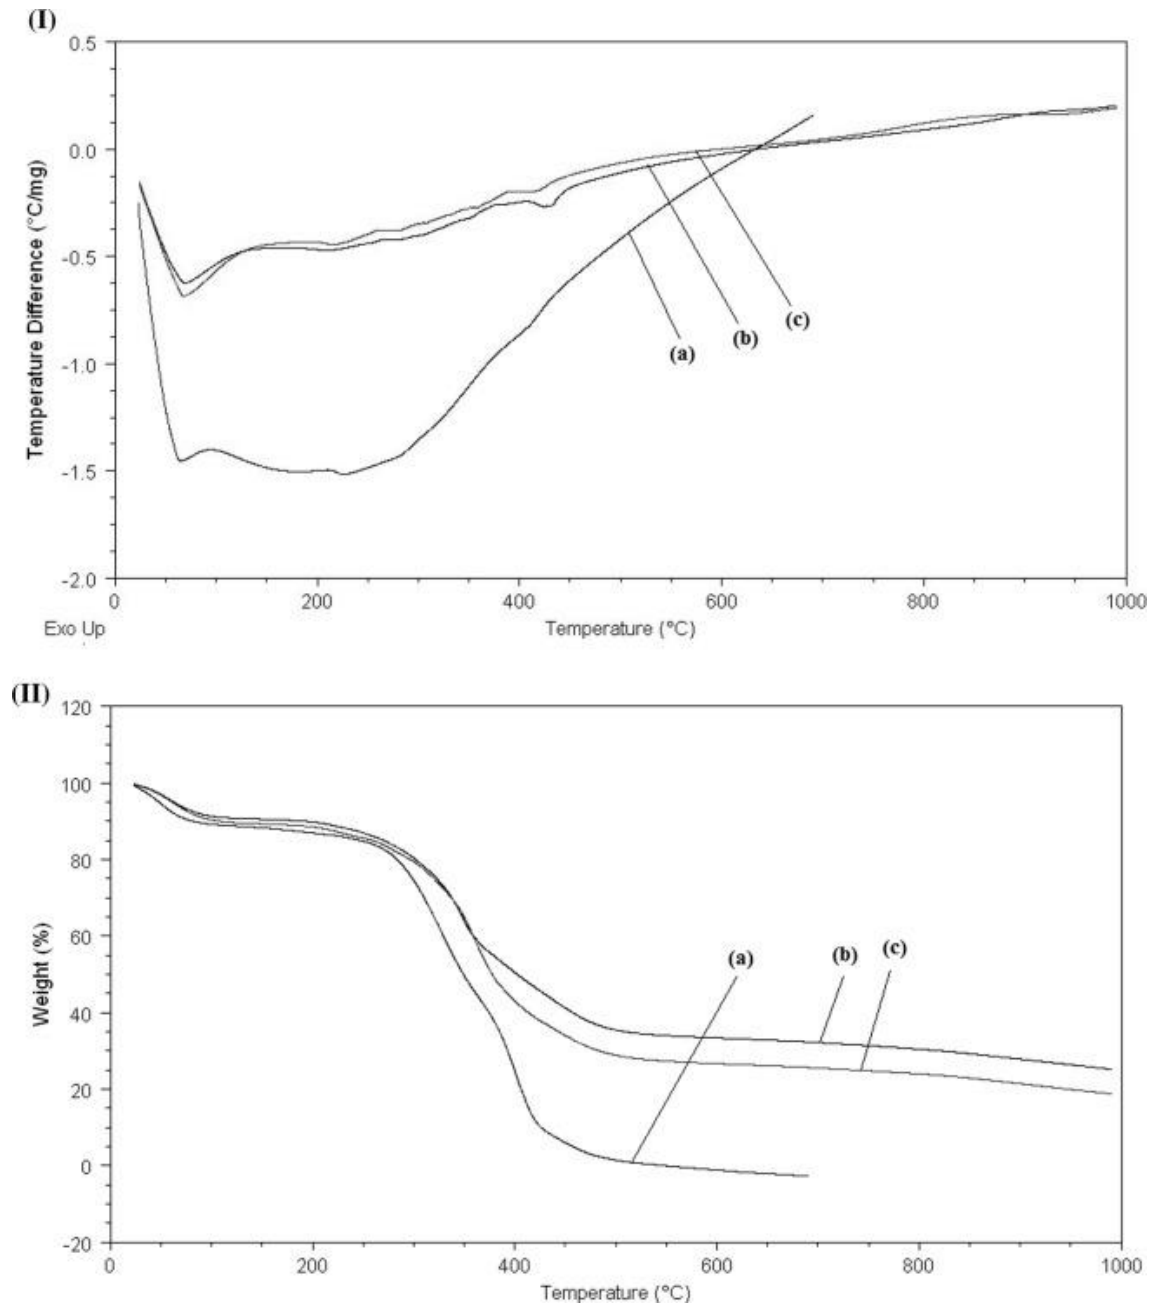 (I)
0.5
0.0
-0.5
-1.0
-1.5
-2.0
Temperature Difference (°C/mg)
(c)
(b)
(a)
0 200 400 600 800 1000
Exo Up
Temperature (°C)
(II)
120
100
80
60
40
20
0
-20
Weight (%)
(a)
(b)
(c)
0 200 400 600 800 1000
Temperature (°C)